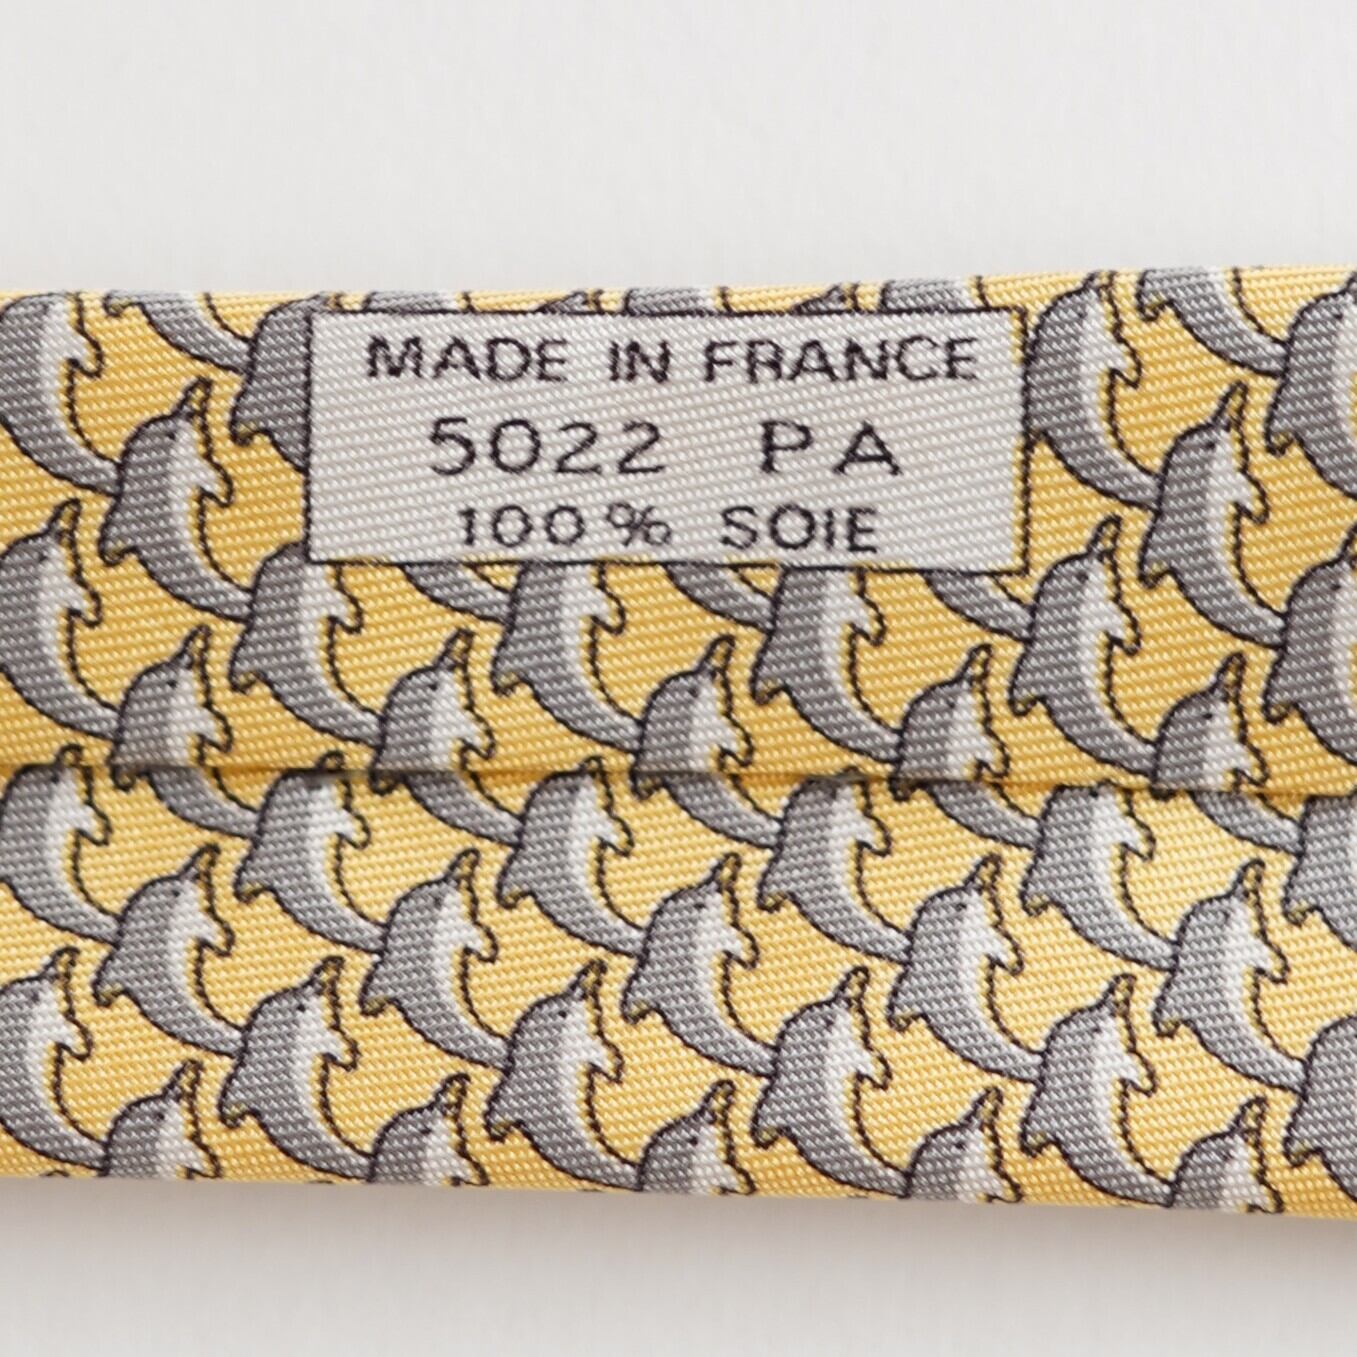 MADE IN FRANCE
5022 PA
100% SOIE